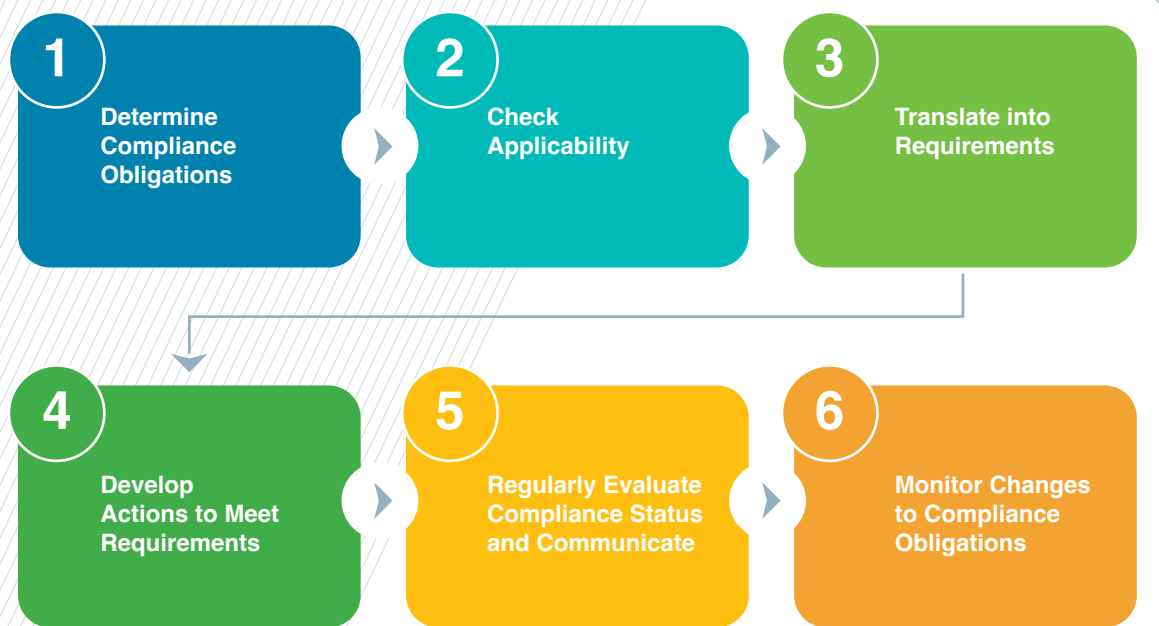 1
Determine
Compliance
Obligations
2
Check
Applicability
3
Translate into
Requirements
4
Develop
Actions to Meet
Requirements
5
Regularly Evaluate
Compliance Status
and Communicate
6
Monitor Changes
to Compliance
Obligations